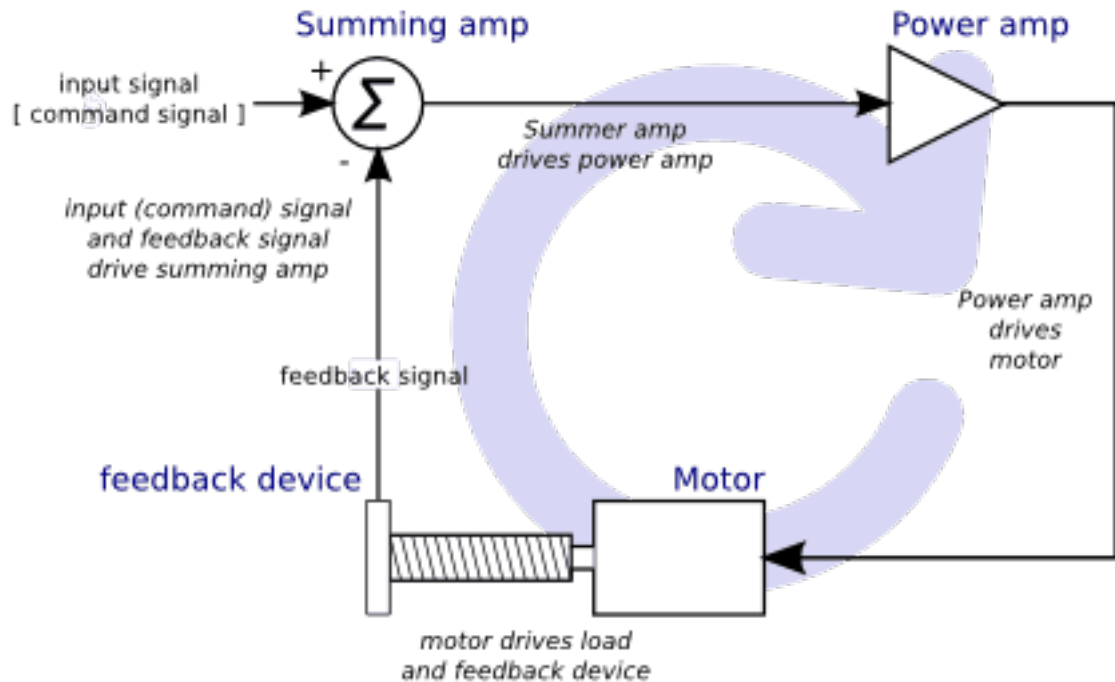 Summing amp
Power amp
input signal
[ command signal ]
+
Σ
-
Summer amp
drives power amp
input (command) signal
and feedback signal
drive summing amp
Power amp
drives
motor
feedback signal
feedback device
Motor
motor drives load
and feedback device